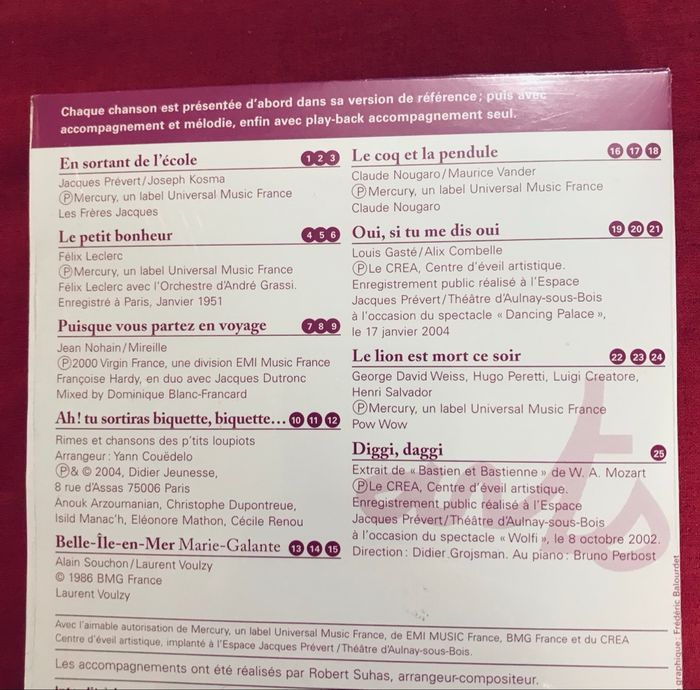 Chaque chanson est présentée d'abord dans sa version de référence ; puis avec
accompagnement et mélodie, enfin avec play-back accompagnement seul.
En sortant de l'école 1 2 3
Jacques Prévert/Joseph Kosma
Ⓟ Mercury, un label Universal Music France
Les Frères Jacques
Le petit bonheur 4 5 6
Félix Leclerc
Ⓟ Mercury, un label Universal Music France
Félix Leclerc avec l'Orchestre d'André Grassi.
Enregistré à Paris, Janvier 1951
Puisque vous partez en voyage 7 8 9
Jean Nohain/Mireille
Ⓟ 2000 Virgin France, une division EMI Music France
Françoise Hardy, en duo avec Jacques Dutronc
Mixed by Dominique Blanc-Francard
Ah! tu sortiras biquette, biquette... 10 11 12
Rimes et chansons des p'tits loupiots
Arrangeur : Yann Couëdelo
Ⓟ & © 2004, Didier Jeunesse,
8 rue d'Assas 75006 Paris
Anouk Arzoumanian, Christophe Dupontreue,
Isild Manac'h, Eléonore Mathon, Cécile Renou
Belle-Île-en-Mer Marie-Galante 13 14 15
Alain Souchon/Laurent Voulzy
© 1986 BMG France
Laurent Voulzy
Le coq et la pendule 16 17 18
Claude Nougaro/Maurice Vander
Ⓟ Mercury, un label Universal Music France
Claude Nougaro
Oui, si tu me dis oui 19 20 21
Louis Gasté/Alix Combelle
Ⓟ Le CREA, Centre d'éveil artistique.
Enregistrement public réalisé à l'Espace
Jacques Prévert/Théâtre d'Aulnay-sous-Bois
à l'occasion du spectacle « Dancing Palace »,
le 17 janvier 2004
Le lion est mort ce soir 22 23 24
George David Weiss, Hugo Peretti, Luigi Creatore,
Henri Salvador
Ⓟ Mercury, un label Universal Music France
Pow Wow
Diggi, daggi 25
Extrait de « Bastien et Bastienne » de W. A. Mozart
Ⓟ Le CREA, Centre d'éveil artistique.
Enregistrement public réalisé à l'Espace
Jacques Prévert/Théâtre d'Aulnay-sous-Bois
à l'occasion du spectacle « Wolfi », le 8 octobre 2002.
Direction : Didier Grojsman. Au piano : Bruno Perbost
Avec l'aimable autorisation de Mercury, un label Universal Music France, de EMI MUSIC France, BMG France et du CREA
Centre d'éveil artistique, implanté à l'Espace Jacques Prévert / Théâtre d'Aulnay-sous-Bois.
Les accompagnements ont été réalisés par Robert Suhas, arrangeur-compositeur.
graphique : Frédéric Balourdet